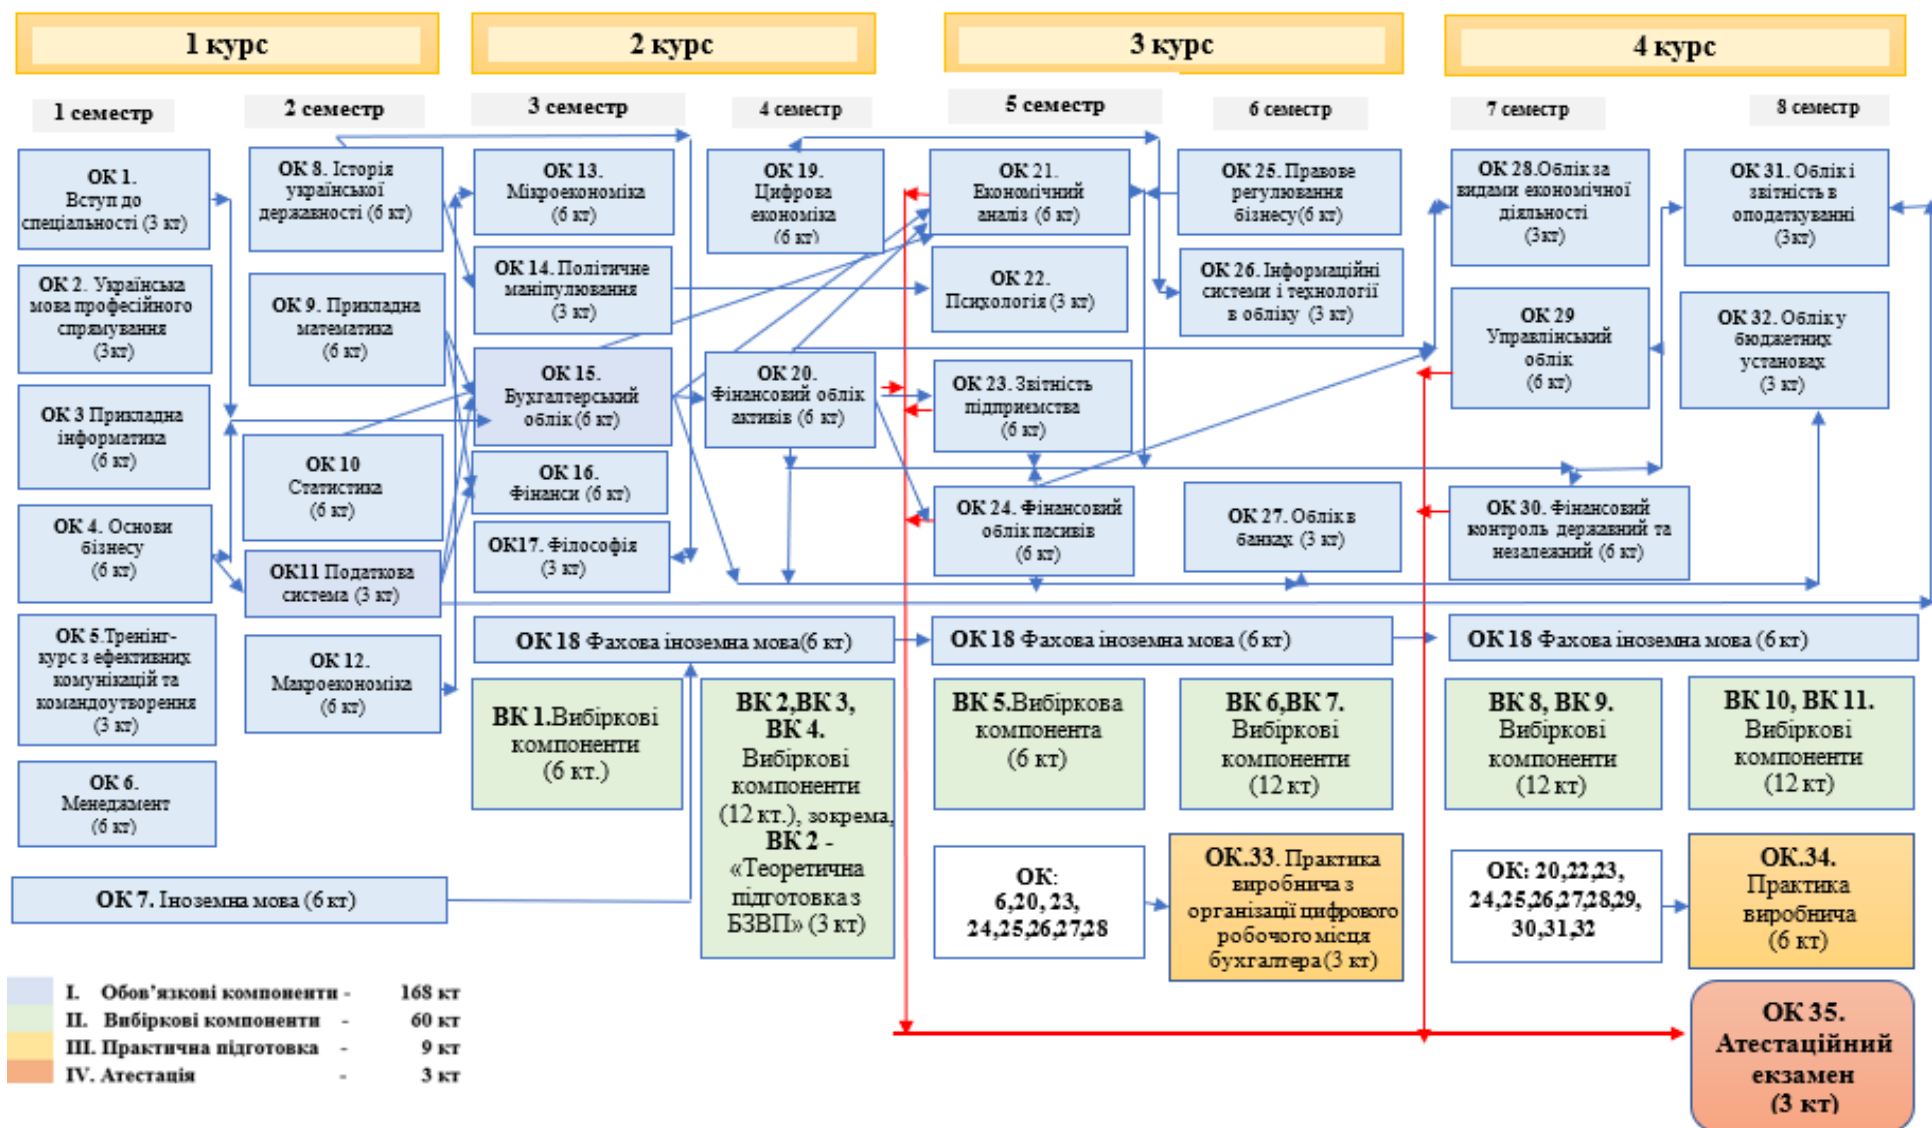 1 курс
2 курс
3 курс
4 курс
1 семестр
2 семестр
3 семестр
4 семестр
5 семестр
6 семестр
7 семестр
8 семестр
ОК 1.
Вступ до
спеціальності (3 кт)
ОК 2. Українська
мова професійного
спрямування
(3кт)
ОК 3 Прикладна
інформатика
(6 кт)
ОК 4. Основи
бізнесу
(6 кт)
ОК 5.Тренінг-
курс з ефективних
комунікацій та
командоутворення
(3 кт)
ОК 6.
Менеджмент
(6 кт)
ОК 7. Іноземна мова (6 кт)
ОК 8. Історія
української
державності (6 кт)
ОК 9. Прикладна
математика
(6 кт)
ОК 10
Статистика
(6 кт)
ОК11 Податкова
система (3 кт)
ОК 12.
Макроекономіка
(6 кт)
ОК 13.
Мікроекономіка
(6 кт)
ОК 14. Політичне
маніпулювання
(3 кт)
ОК 15.
Бухгалтерський
облік (6 кт)
ОК 16.
Фінанси (6 кт)
ОК17. Філософія
(3 кт)
ОК 18 Фахова іноземна мова(6 кт)
ВК 1.Вибіркові
компоненти
(6 кт.)
ОК 19.
Цифрова
економіка
(6 кт)
ОК 20.
Фінансовий облік
активів (6 кт)
ВК 2,ВК 3,
ВК 4.
Вибіркові
компоненти
(12 кт.), зокрема,
ВК 2 -
«Теоретична
підготовка з
БЗВП» (3 кт)
ОК 21.
Економічний
аналіз (6 кт)
ОК 22.
Психологія (3 кт)
ОК 23. Звітність
підприємства
(6 кт)
ОК 24. Фінансовий
облік пасивів
(6 кт)
ОК 18 Фахова іноземна мова (6 кт)
ВК 5.Вибіркова
компонента
(6 кт)
ОК:
6,20, 23,
24,25,26,27,28
ОК 25. Правове
регулювання
бізнесу(6 кт)
ОК 26. Інформаційні
системи і технології
в обліку (3 кт)
ОК 27. Облік в
банках (3 кт)
ВК 6,ВК 7.
Вибіркові
компоненти
(12 кт)
ОК.33. Практика
виробнича з
організації цифрового
робочого місця
бухгалтера (3 кт)
ОК 28.Облік за
видами економічної
діяльності
(3кт)
ОК 29
Управлінський
облік
(6 кт)
ОК 30. Фінансовий
контроль державний та
незалежний (6 кт)
ОК 18 Фахова іноземна мова (6 кт)
ВК 8, ВК 9.
Вибіркові
компоненти
(12 кт)
ОК: 20,22,23,
24,25,26,27,28,29,
30,31,32
ОК 31. Облік і
звітність в
оподаткуванні
(3кт)
ОК 32. Облік у
бюджетних
установах
(3 кт)
ВК 10, ВК 11.
Вибіркові
компоненти
(12 кт)
ОК.34.
Практика
виробнича
(6 кт)
ОК 35.
Атестаційний
екзамен
(3 кт)
I. Обов’язкові компоненти - 168 кт
II. Вибіркові компоненти - 60 кт
III. Практична підготовка - 9 кт
IV. Атестація - 3 кт